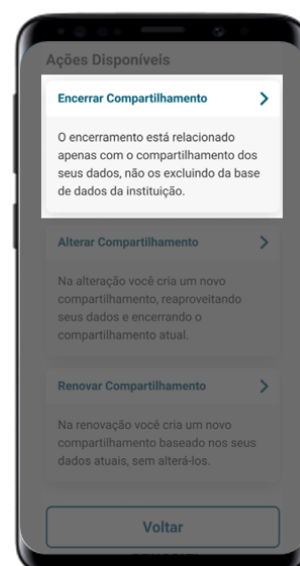 Ações Disponíveis
Encerrar Compartilhamento
O encerramento está relacionado
apenas com o compartilhamento dos
seus dados, não os excluindo da base
de dados da instituição.
Alterar Compartilhamento
Na alteração você cria um novo
compartilhamento, reaproveitando
seus dados e encerrando o
compartilhamento atual.
Renovar Compartilhamento
Na renovação você cria um novo
compartilhamento baseado nos seus
dados atuais, sem alterá-los.
Voltar